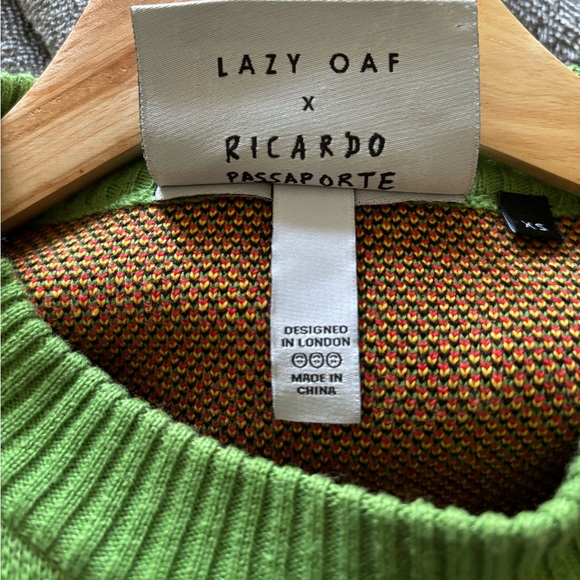 LAZY OAF
X
RICARDO
PASSAPORTE
XS
DESIGNED
IN LONDON
MADE IN
CHINA